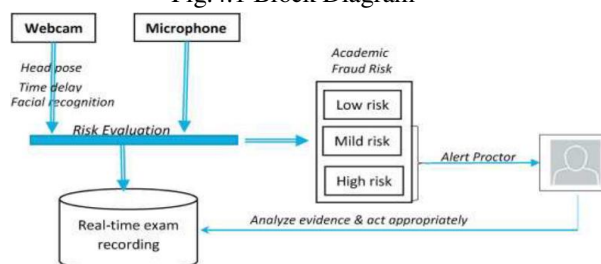 Fig.4.1 Block Diagram
Webcam
Microphone
Head pose
Time delay
Facial recognition
Risk Evaluation
Academic
Fraud Risk
Low risk
Mild risk
High risk
Alert Proctor
Real-time exam
recording
Analyze evidence & act appropriately